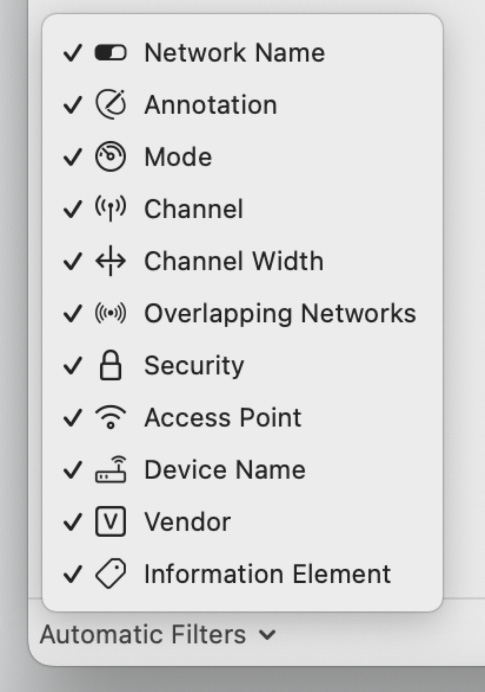 Network Name
Annotation
Mode
Channel
Channel Width
Overlapping Networks
Security
Access Point
Device Name
V Vendor
Information Element
Automatic Filters